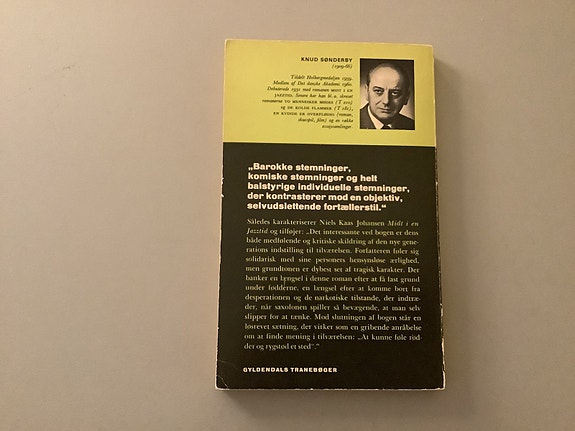 KNUD SØNDERBY
(1909-66)
Tildelt Holbergmedaljen 1959.
Medlem af Det danske Akademi 1960.
Debuterede 1931 med romanen MIDT I EN
JAZZTID. Senere har han bl.a. skrevet
romanerne TO MENNESKER MØDES (T 210)
og DE KOLDE FLAMMER (T 182),
EN KVINDE ER OVERFLØDIG (roman,
skuespil, film) og en række
essaysamlinger.
„Barokke stemninger,
komiske stemninger og helt
balstyrige individuelle stemninger,
der kontrasterer mod en objektiv,
selvudslettende fortællerstil.“
Således karakteriserer Niels Kaas Johansen Midt i en
Jazztid og tilføjer: „Det interessante ved bogen er dens
både medfølende og kritiske skildring af den nye gene-
rations indstilling til tilværelsen. Forfatteren føler sig
solidarisk med sine personers hensynsløse ærlighed,
men grundtonen er dybest set af tragisk karakter. Der
banker en længsel i denne roman efter at få fast grund
under fødderne, en længsel efter at komme bort fra
desperationen og de narkotiske tilstande, der indtræ-
der, når saxofonen spiller så bevægende, at man selv
slipper for at tænke. Mod slutningen af bogen står en
løsrevet sætning, der virker som en gribende anråbelse
om at finde mening i tilværelsen: „At kunne føle rød-
der og rygstød et sted“.“
GYLDENDALS TRANEBØGER